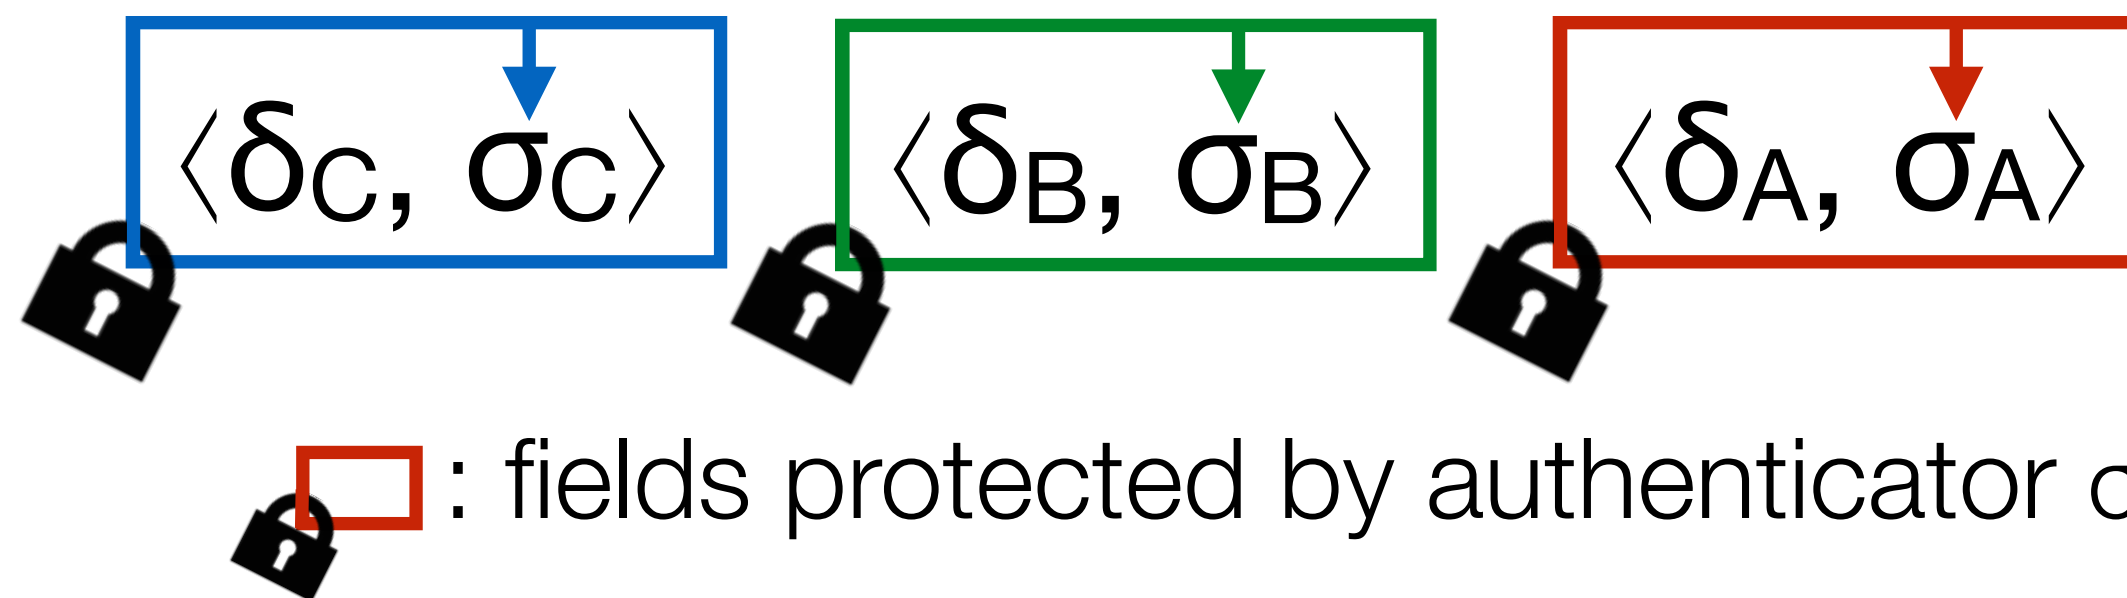 ⟨δC, σC⟩ ⟨δB, σB⟩ ⟨δA, σA⟩
: fields protected by authenticator